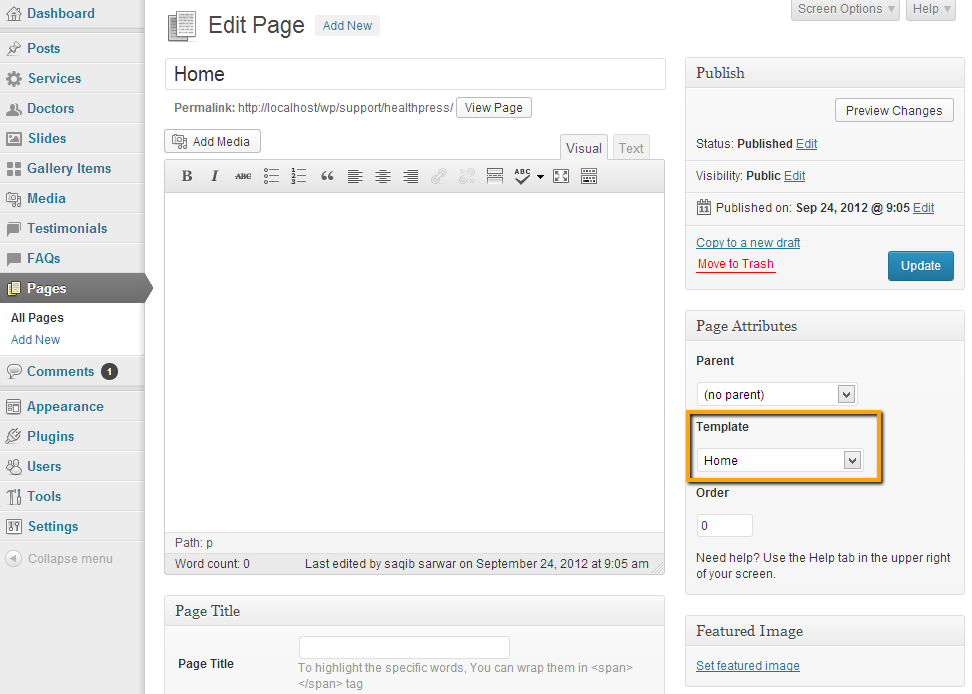 Dashboard
Posts
Services
Doctors
Slides
Gallery Items
Media
Testimonials
FAQs
Pages
All Pages
Add New
Comments 1
Appearance
Plugins
Users
Tools
Settings
Collapse menu
Screen Options
Help
Edit Page
Add New
Home
Permalink: http://localhost/wp/support/healthpress/ View Page
Add Media
Visual
Text
B I ABC 1 2 3 “ ABC
Path: p
Word count: 0
Last edited by saqib sarwar on September 24, 2012 at 9:05 am
Page Title
Page Title
To highlight the specific words, You can wrap them in <span>
</span> tag
Publish
Preview Changes
Status: Published Edit
Visibility: Public Edit
11 Published on: Sep 24, 2012 @ 9:05 Edit
Copy to a new draft
Move to Trash
Update
Page Attributes
Parent
(no parent)
Template
Home
Order
0
Need help? Use the Help tab in the upper right
of your screen.
Featured Image
Set featured image